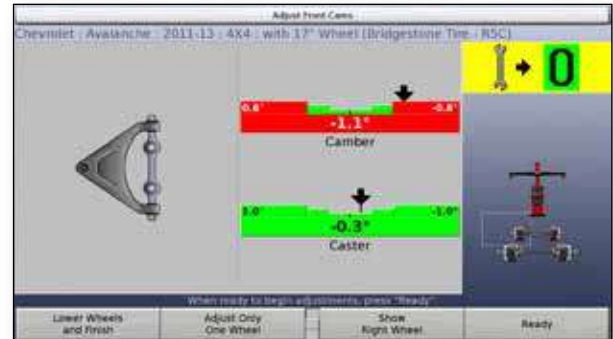 Adjust Front Cams
Chevrolet : Avalanche : 2011-13 : 4X4 : with 17" Wheel (Bridgestone Tire - RSC)
0
0.8° -0.8°
-1.1°
Camber
1.0° -1.0°
-0.3°
Caster
When ready to begin adjustments, press "Ready".
Lower Wheels
and Finish
Adjust Only
One Wheel
Show
Right Wheel
Ready